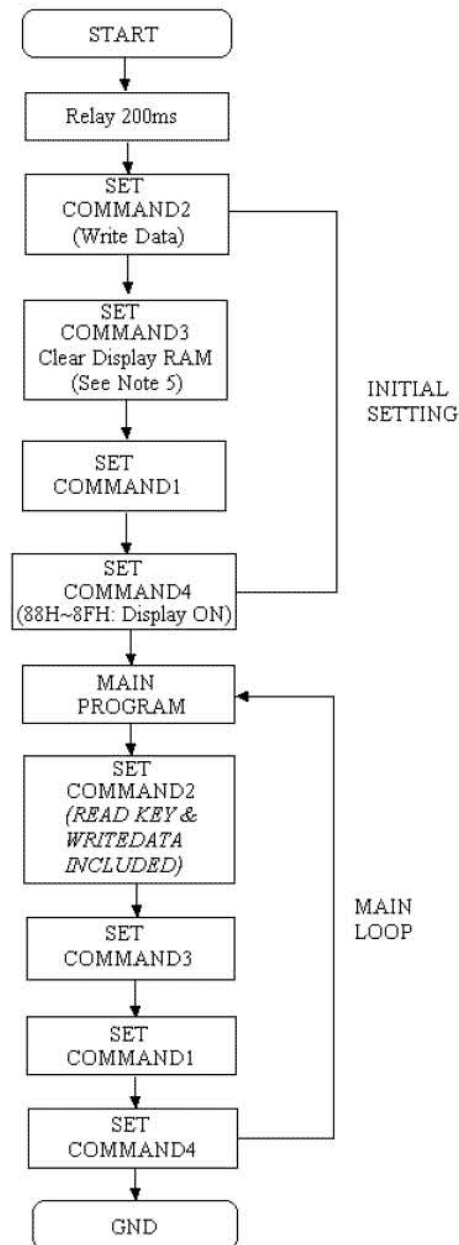 START
Relay 200ms
SET
COMMAND2
(Write Data)
SET
COMMAND3
Clear Display RAM
(See Note 5)
INITIAL
SETTING
SET
COMMAND1
SET
COMMAND4
(88H~8FH: Display ON)
MAIN
PROGRAM
SET
COMMAND2
(READ KEY &
WRITEDATA
INCLUDED)
MAIN
LOOP
SET
COMMAND3
SET
COMMAND1
SET
COMMAND4
GND